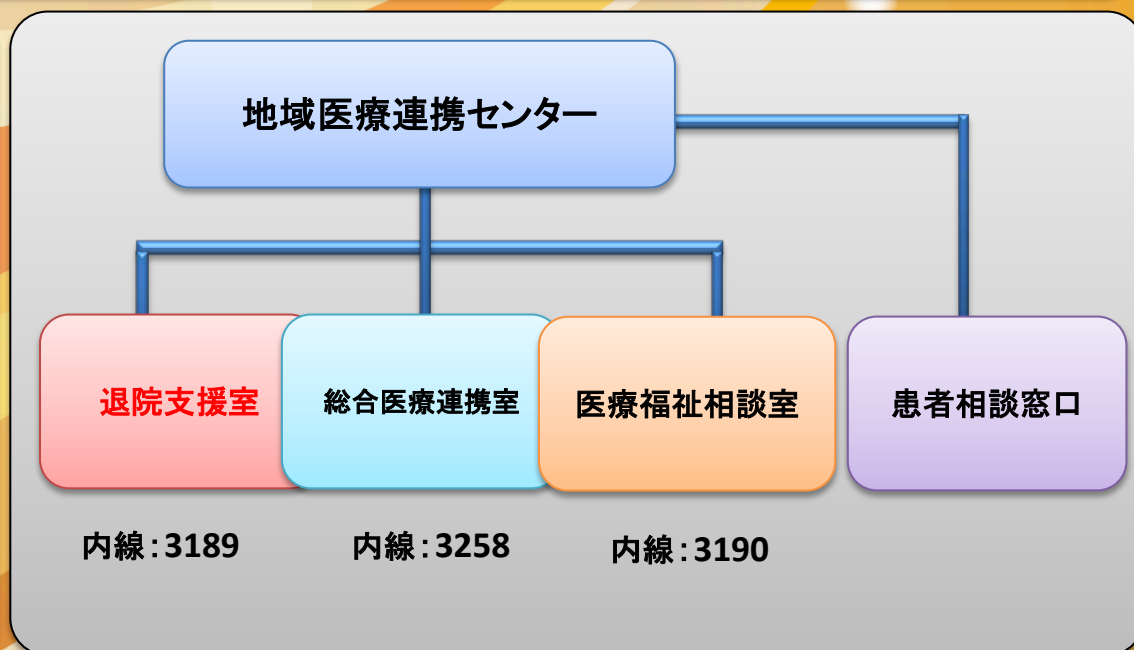 地域医療連携センター
退院支援室
総合医療連携室
医療福祉相談室
患者相談窓口
内線：3189
内線：3258
内線：3190